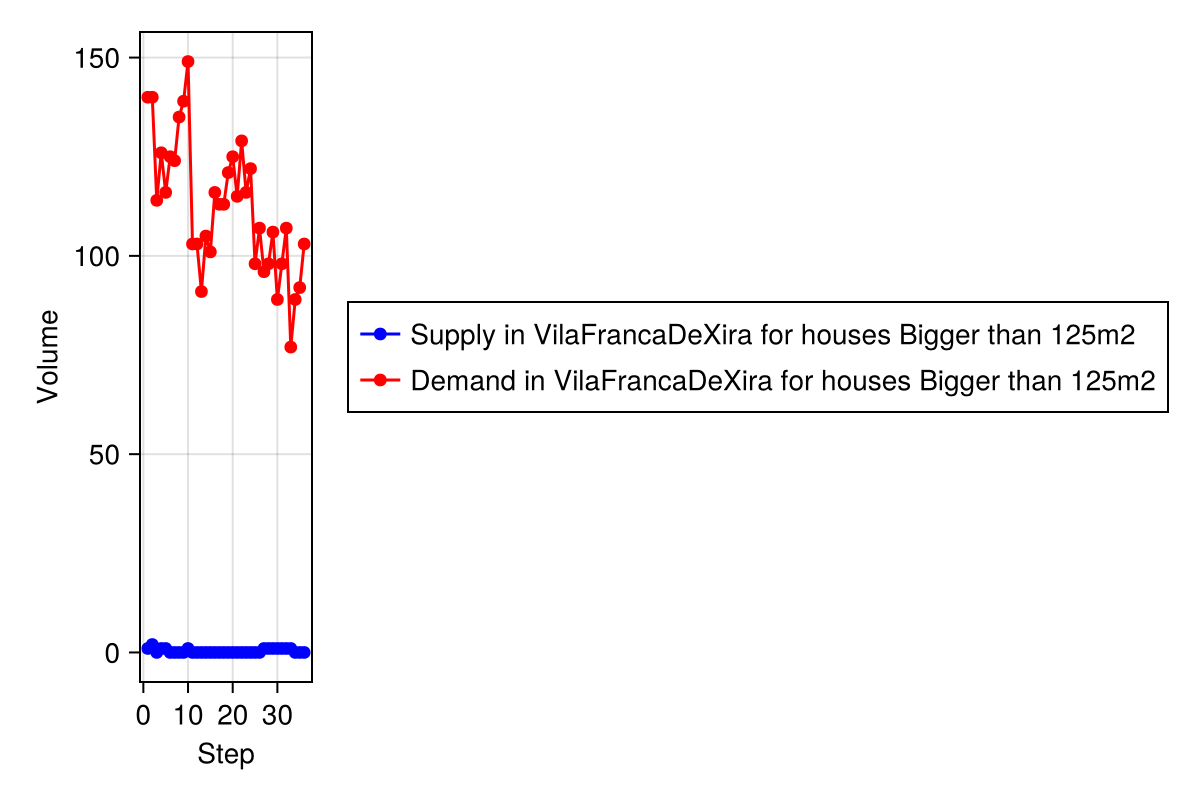 150
100
50
0
Volume
0 10 20 30
Step
Supply in VilaFrancaDeXira for houses Bigger than 125m2
Demand in VilaFrancaDeXira for houses Bigger than 125m2